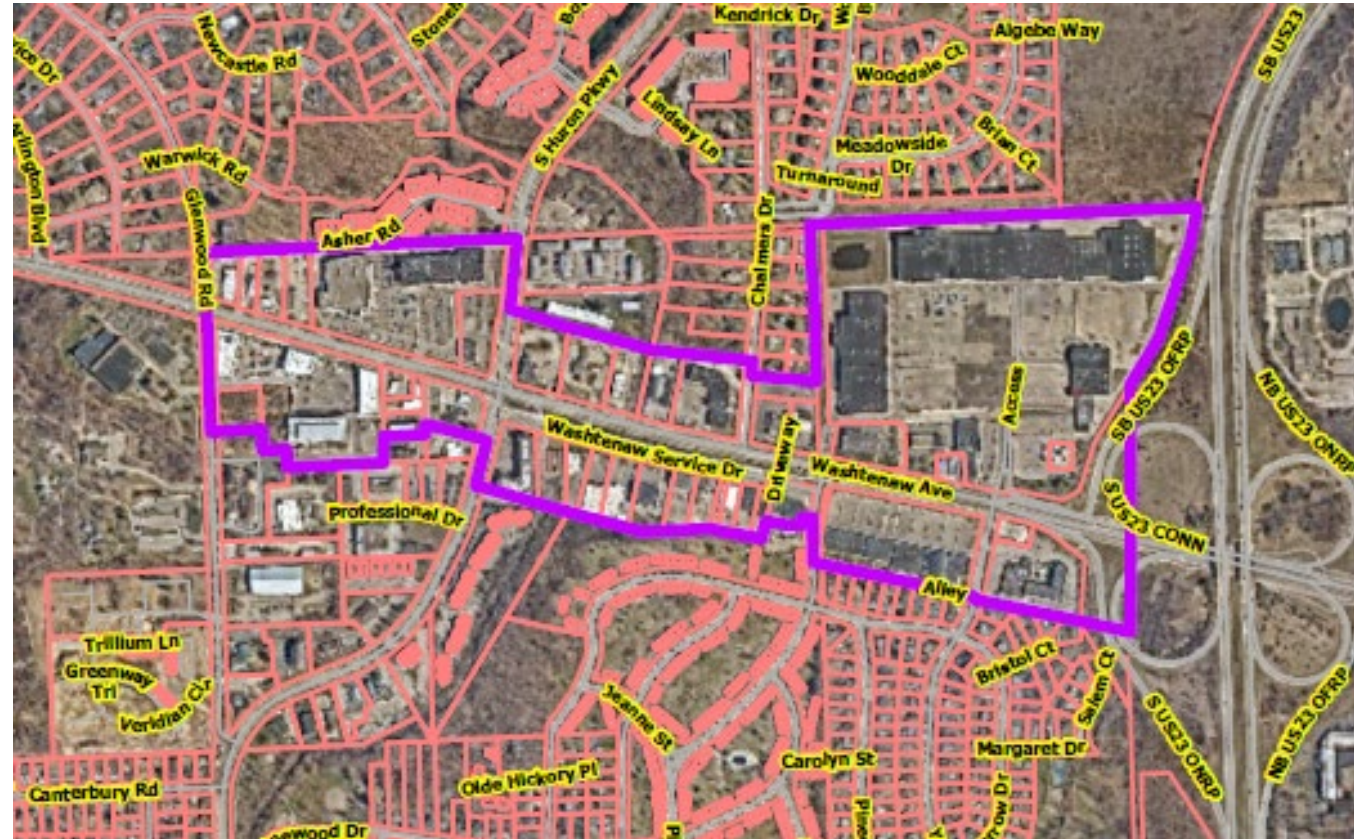 Kendrick Dr
Algebe Way
SB US23
Newcastle Rd
Wooddale Ct
S Huron Pkwy
Lindsay Ln
Brian Ct
Meadowside
Dr
Warwick Rd
Turnaround
Arlington Blvd
Glenwood Rd
Asher Rd
Chalmers Dr
Access
SB US23 OFRP
NB US23 ONRP
Washtenaw Service Dr
Driveway
Washtenaw Ave
S US23 CONN
Professional Dr
Alley
Trillium Ln
Greenway
Trl
Veridian Cir
Bristol Ct
Salem Ct
Jeanne St
S US23 ONRP
NB US23 OFRP
Margaret Dr
Carolyn St
Olde Hickory Pl
Canterbury Rd